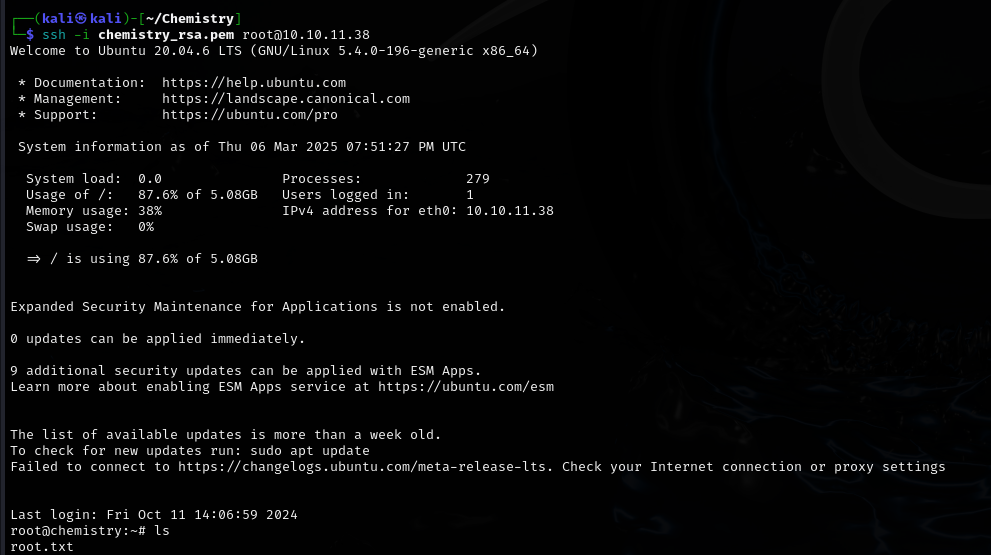 ┌──(kali㉿kali)-[~/Chemistry]
└─$ ssh -i chemistry_rsa.pem root@10.10.11.38
Welcome to Ubuntu 20.04.6 LTS (GNU/Linux 5.4.0-196-generic x86_64)
* Documentation:  https://help.ubuntu.com
* Management:     https://landscape.canonical.com
* Support:        https://ubuntu.com/pro
System information as of Thu 06 Mar 2025 07:51:27 PM UTC
System load:  0.0               Processes:             279
Usage of /:   87.6% of 5.08GB   Users logged in:       1
Memory usage: 38%               IPv4 address for eth0: 10.10.11.38
Swap usage:   0%
=> / is using 87.6% of 5.08GB
Expanded Security Maintenance for Applications is not enabled.
0 updates can be applied immediately.
9 additional security updates can be applied with ESM Apps.
Learn more about enabling ESM Apps service at https://ubuntu.com/esm
The list of available updates is more than a week old.
To check for new updates run: sudo apt update
Failed to connect to https://changelogs.ubuntu.com/meta-release-lts. Check your Internet connection or proxy settings
Last login: Fri Oct 11 14:06:59 2024
root@chemistry:~# ls
root.txt